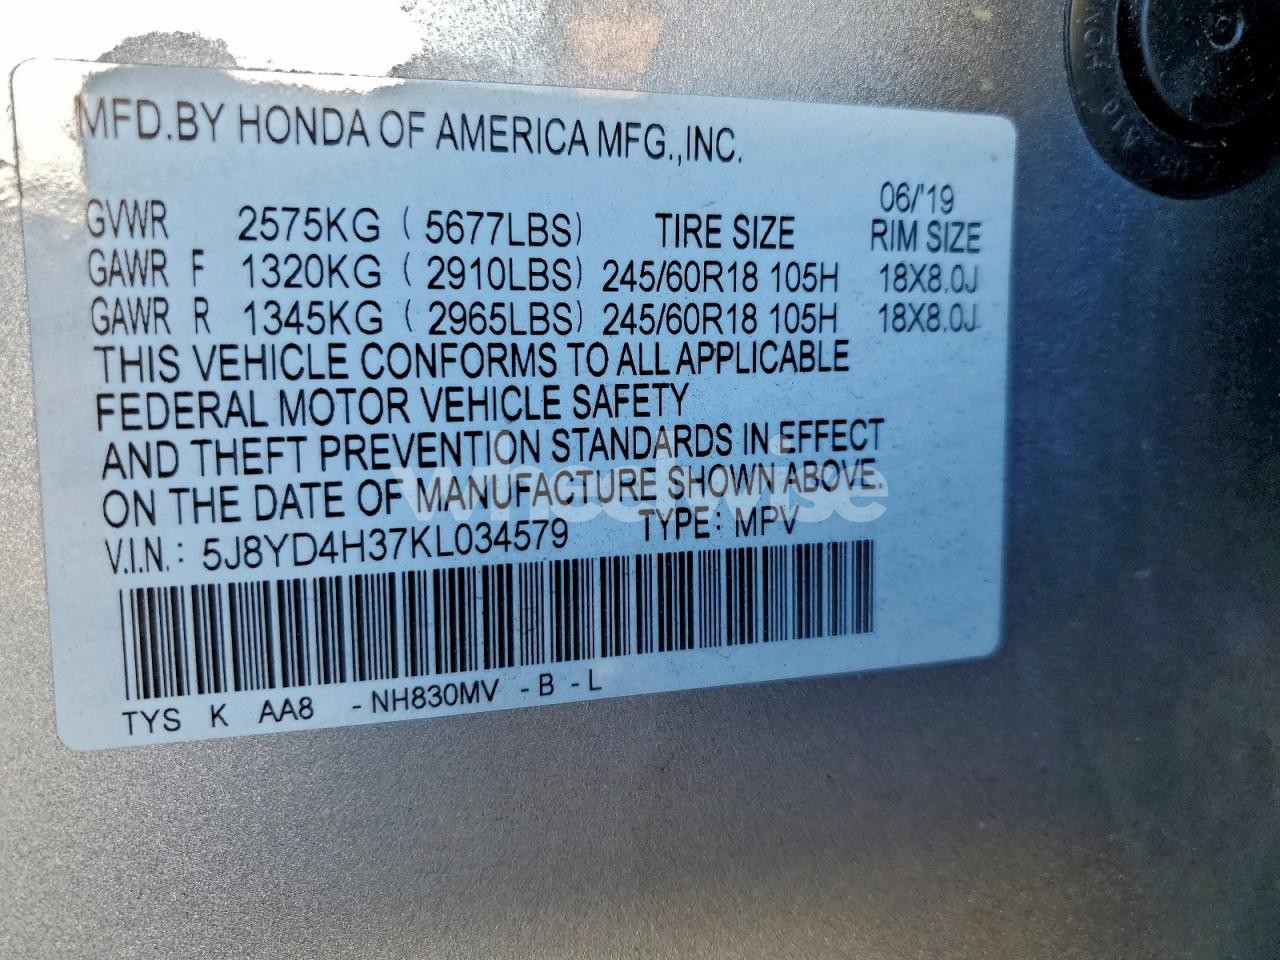 MFD.BY HONDA OF AMERICA MFG.,INC.
06/'19
GVWR 2575KG ( 5677LBS) TIRE SIZE RIM SIZE
GAWR F 1320KG ( 2910LBS) 245/60R18 105H 18X8.0J
GAWR R 1345KG ( 2965LBS) 245/60R18 105H 18X8.0J
THIS VEHICLE CONFORMS TO ALL APPLICABLE
FEDERAL MOTOR VEHICLE SAFETY
AND THEFT PREVENTION STANDARDS IN EFFECT
ON THE DATE OF MANUFACTURE SHOWN ABOVE.
V.I.N.: 5J8YD4H37KL034579 TYPE: MPV
TYS K AA8 -NH830MV -B -L
wheelwise